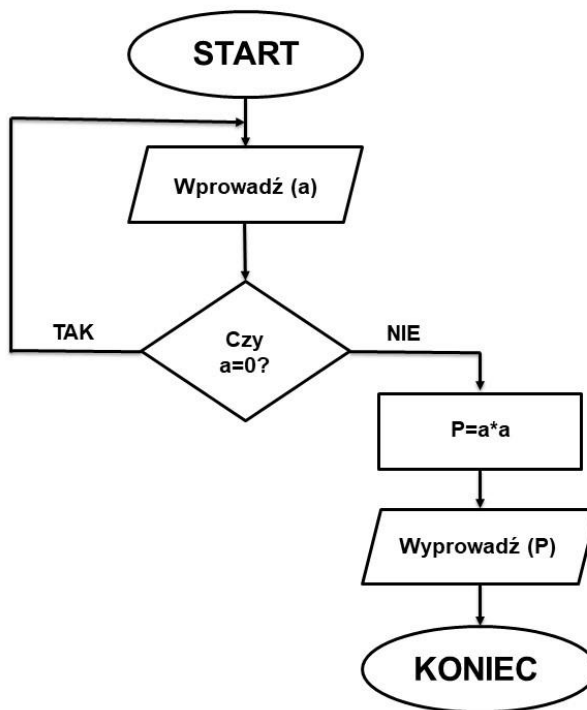 START
Wprowadź (a)
TAK
Czy
a=0?
NIE
P=a*a
Wyprowadź (P)
KONIEC